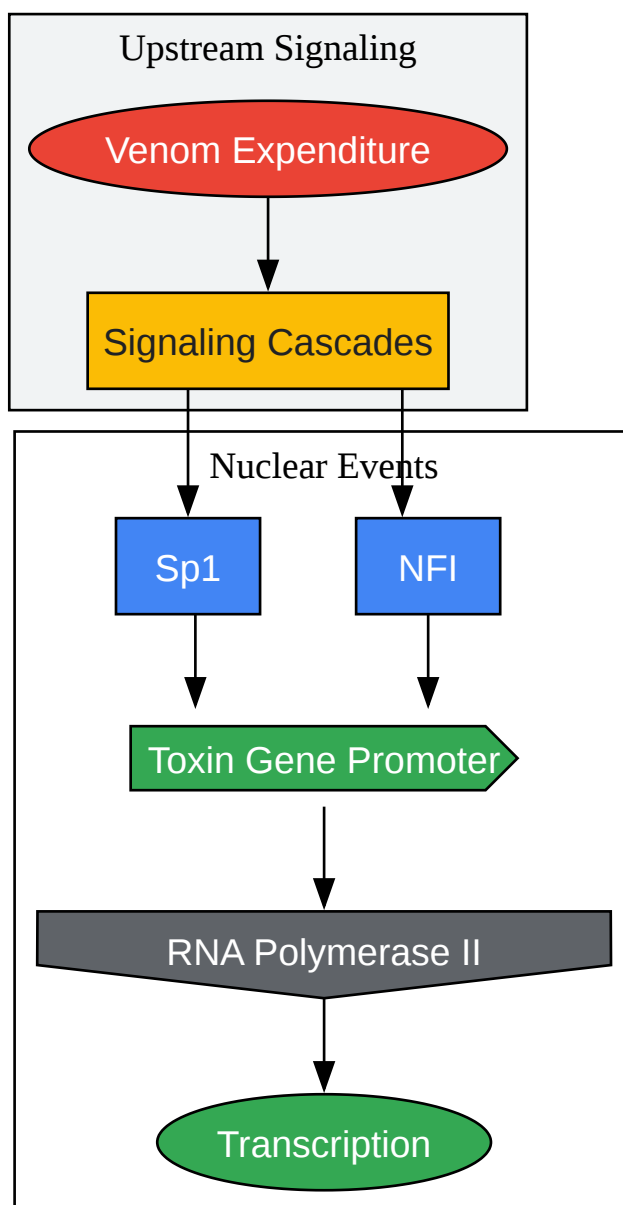 Upstream Signaling
Venom Expenditure
Signaling Cascades
Nuclear Events
Sp1
NFI
Toxin Gene Promoter
RNA Polymerase II
Transcription